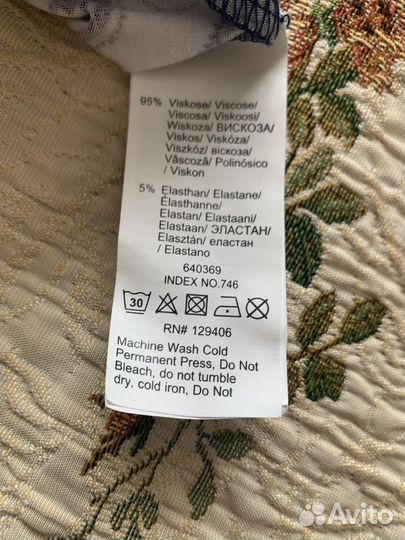 95% Viskose/ Viscose/
Viscosa/ Viskoosi/
Wiskoza/ ВИСКОЗА/
Viskos/ Viskóza/
Viszkóz/ віскоза/
Vâscoză/ Polinósico
/ Viskon
5% Elasthan/ Elastane/
Élasthanne/
Elastan/ Elastaani/
Elastaan/ ЭЛАСТАН/
Elasztán/ еластан
/ Elastano
640369
INDEX NO.746
30
RN# 129406
Machine Wash Cold
Permanent Press, Do Not
Bleach, do not tumble
dry, cold iron, Do Not
Avito